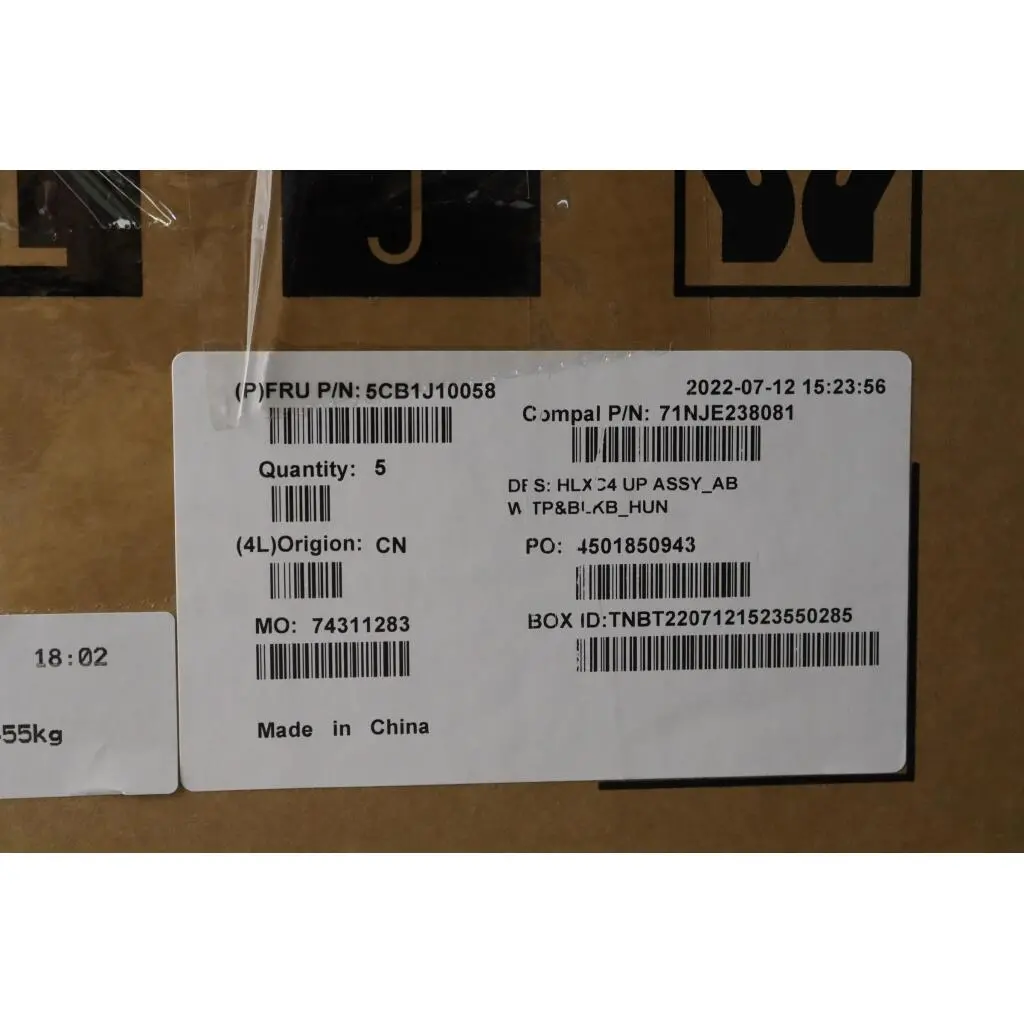 J
(P)FRU P/N: 5CB1J10058
2022-07-12 15:23:56
Compal P/N: 71NJE238081
Quantity: 5
DES: HLXC4 UP ASSY_AB
W TP&BLKB_HUN
(4L)Origion: CN
PO: 4501850943
MO: 74311283
BOX ID:TNBT2207121523550285
Made in China
18:02
55kg